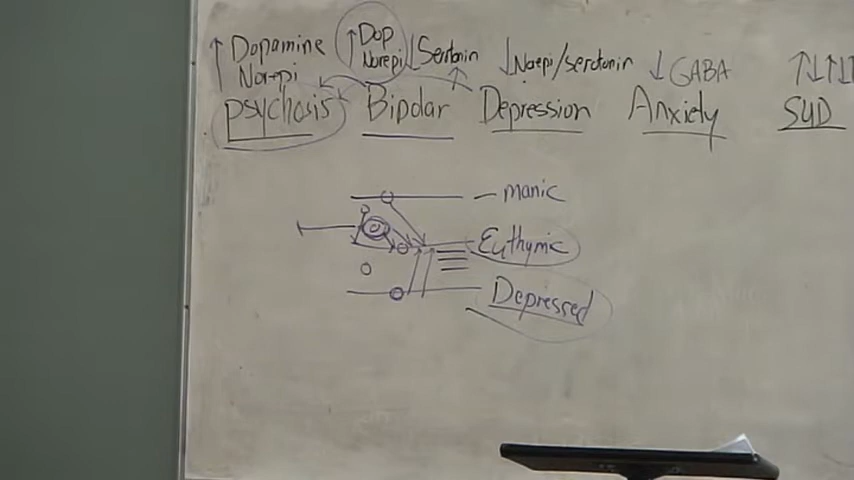 ↑ Dopamine Norepi
↑ Dop Norepi ↓ Serotonin
↓ Norepi/serotonin
↓ GABA
↑↓↑↓
Psychosis Bipolar Depression Anxiety SUD
manic
Euthymic
Depressed